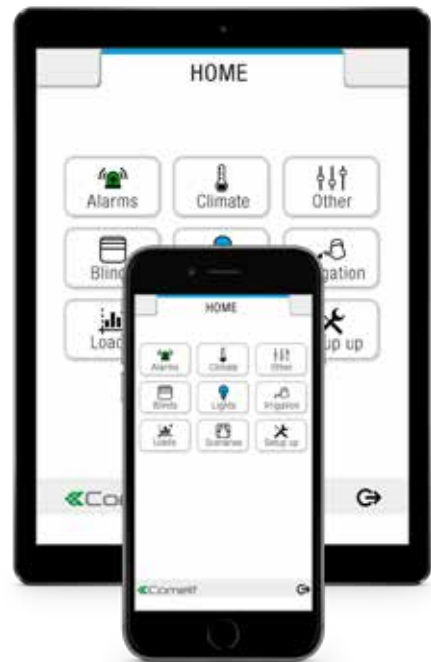 HOME
Alarms Climate Other
Blind gation
Load up up
Co
HOME
Alarms Climate Other
Blinds Lights Irrigation
Loads Scenarios Setup up
Comelit